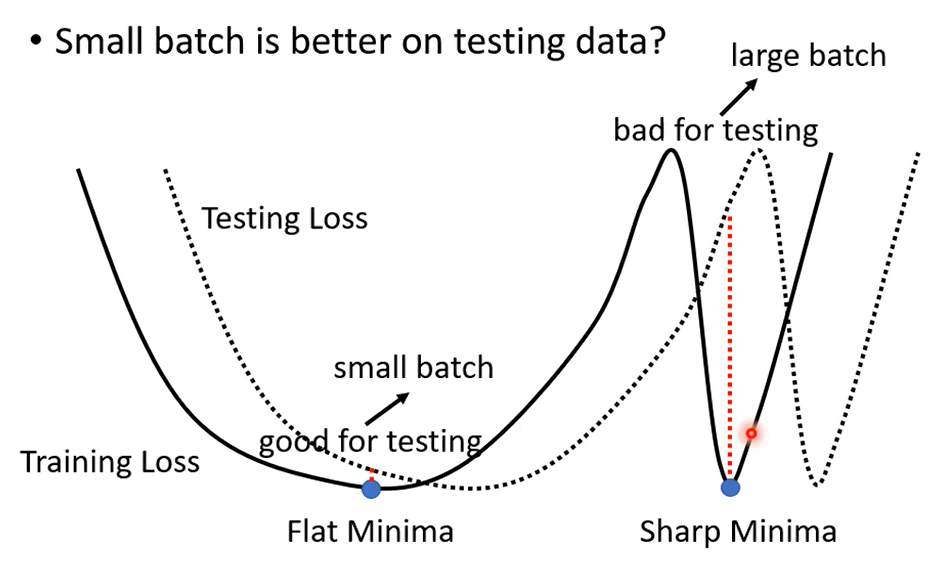 • Small batch is better on testing data?
large batch
bad for testing
Testing Loss
small batch
good for testing
Training Loss
Flat Minima
Sharp Minima